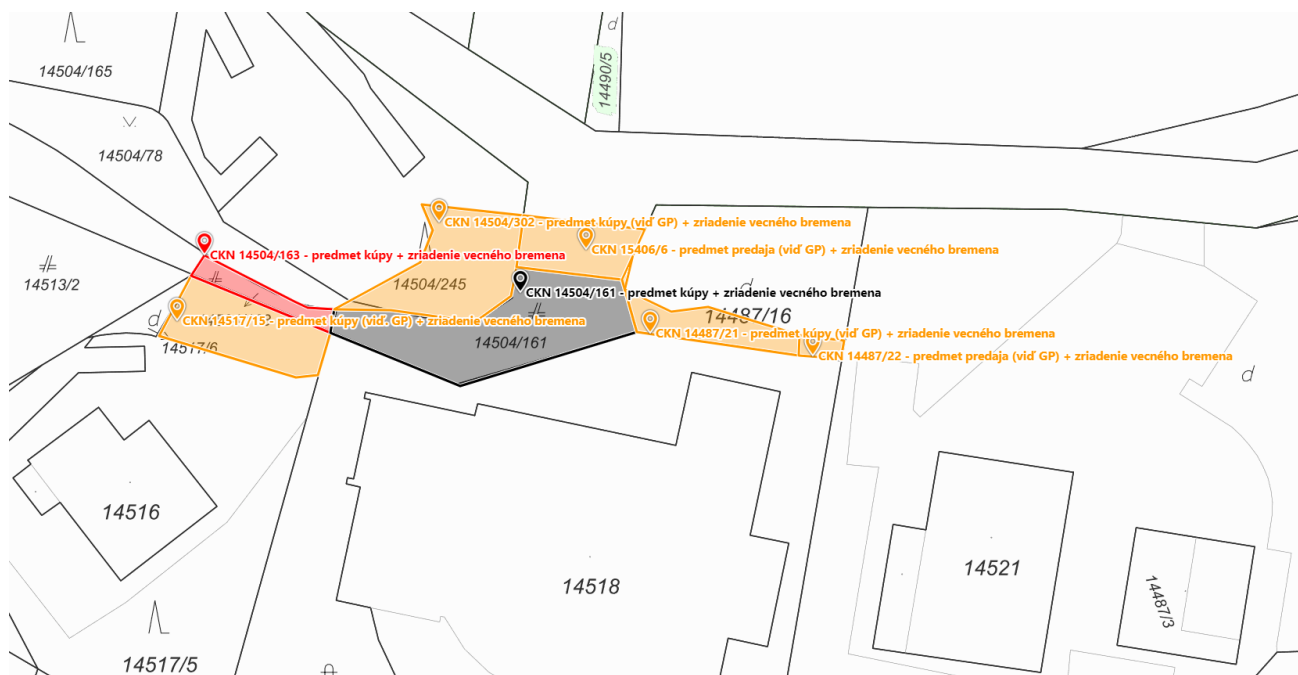 14504/165
d
14490/5
14504/78
CKN 14504/302 - predmet kúpy (viď GP) + zriadenie vecného bremena
CKN 15406/6 - predmet predaja (viď GP) + zriadenie vecného bremena
CKN 14504/163 - predmet kúpy + zriadenie vecného bremena
14513/2
14504/245
d
CKN 14504/161 - predmet kúpy + zriadenie vecného bremena
14487/16
d
CKN 14517/15 - predmet kúpy (viď. GP) + zriadenie vecného bremena
CKN 14487/21 - predmet kúpy (viď GP) + zriadenie vecného bremena
14517/6
14504/161
CKN 14487/22 - predmet predaja (viď GP) + zriadenie vecného bremena
d
14516
14518
14521
14487/3
14517/5